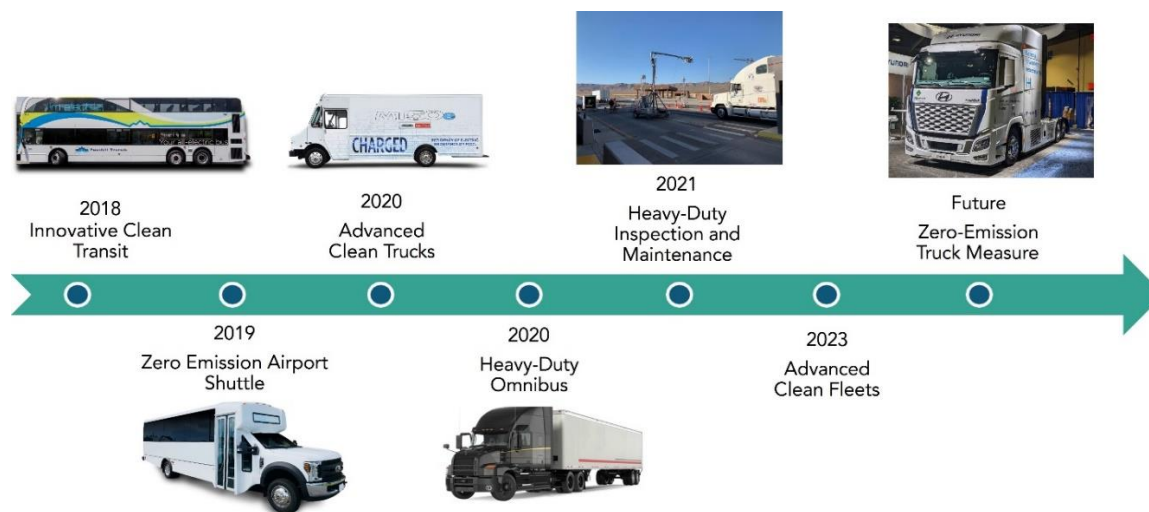 2018
Innovative Clean
Transit
2019
Zero Emission Airport
Shuttle
2020
Advanced
Clean Trucks
CHARGED
2020
Heavy-Duty
Omnibus
2021
Heavy-Duty
Inspection and
Maintenance
2023
Advanced
Clean Fleets
Future
Zero-Emission
Truck Measure